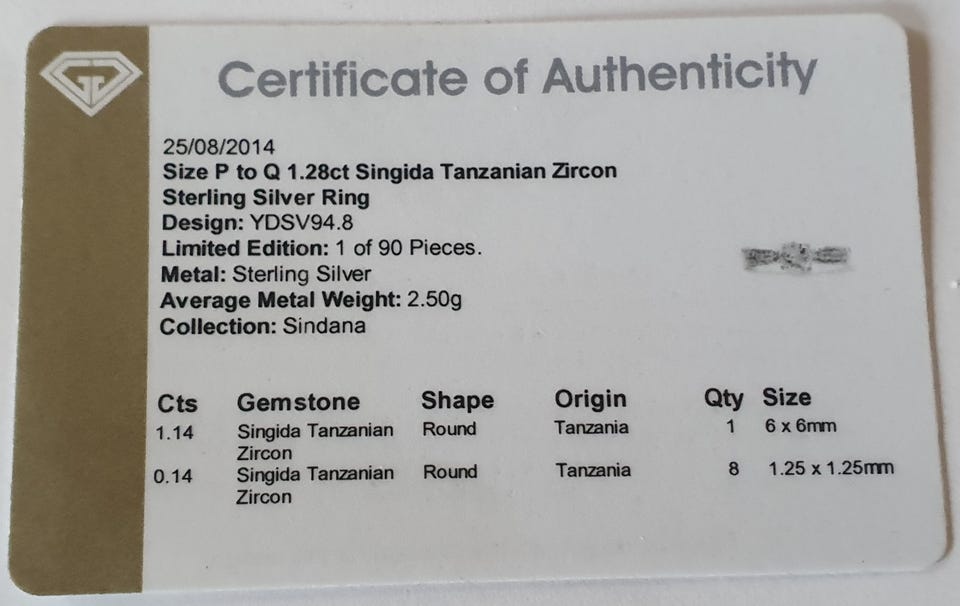 Certificate of Authenticity
25/08/2014
Size P to Q 1.28ct Singida Tanzanian Zircon
Sterling Silver Ring
Design: YDSV94.8
Limited Edition: 1 of 90 Pieces.
Metal: Sterling Silver
Average Metal Weight: 2.50g
Collection: Sindana
Cts Gemstone Shape Origin Qty Size
1.14 Singida Tanzanian Round Tanzania 1 6 x 6mm
Zircon
0.14 Singida Tanzanian Round Tanzania 8 1.25 x 1.25mm
Zircon